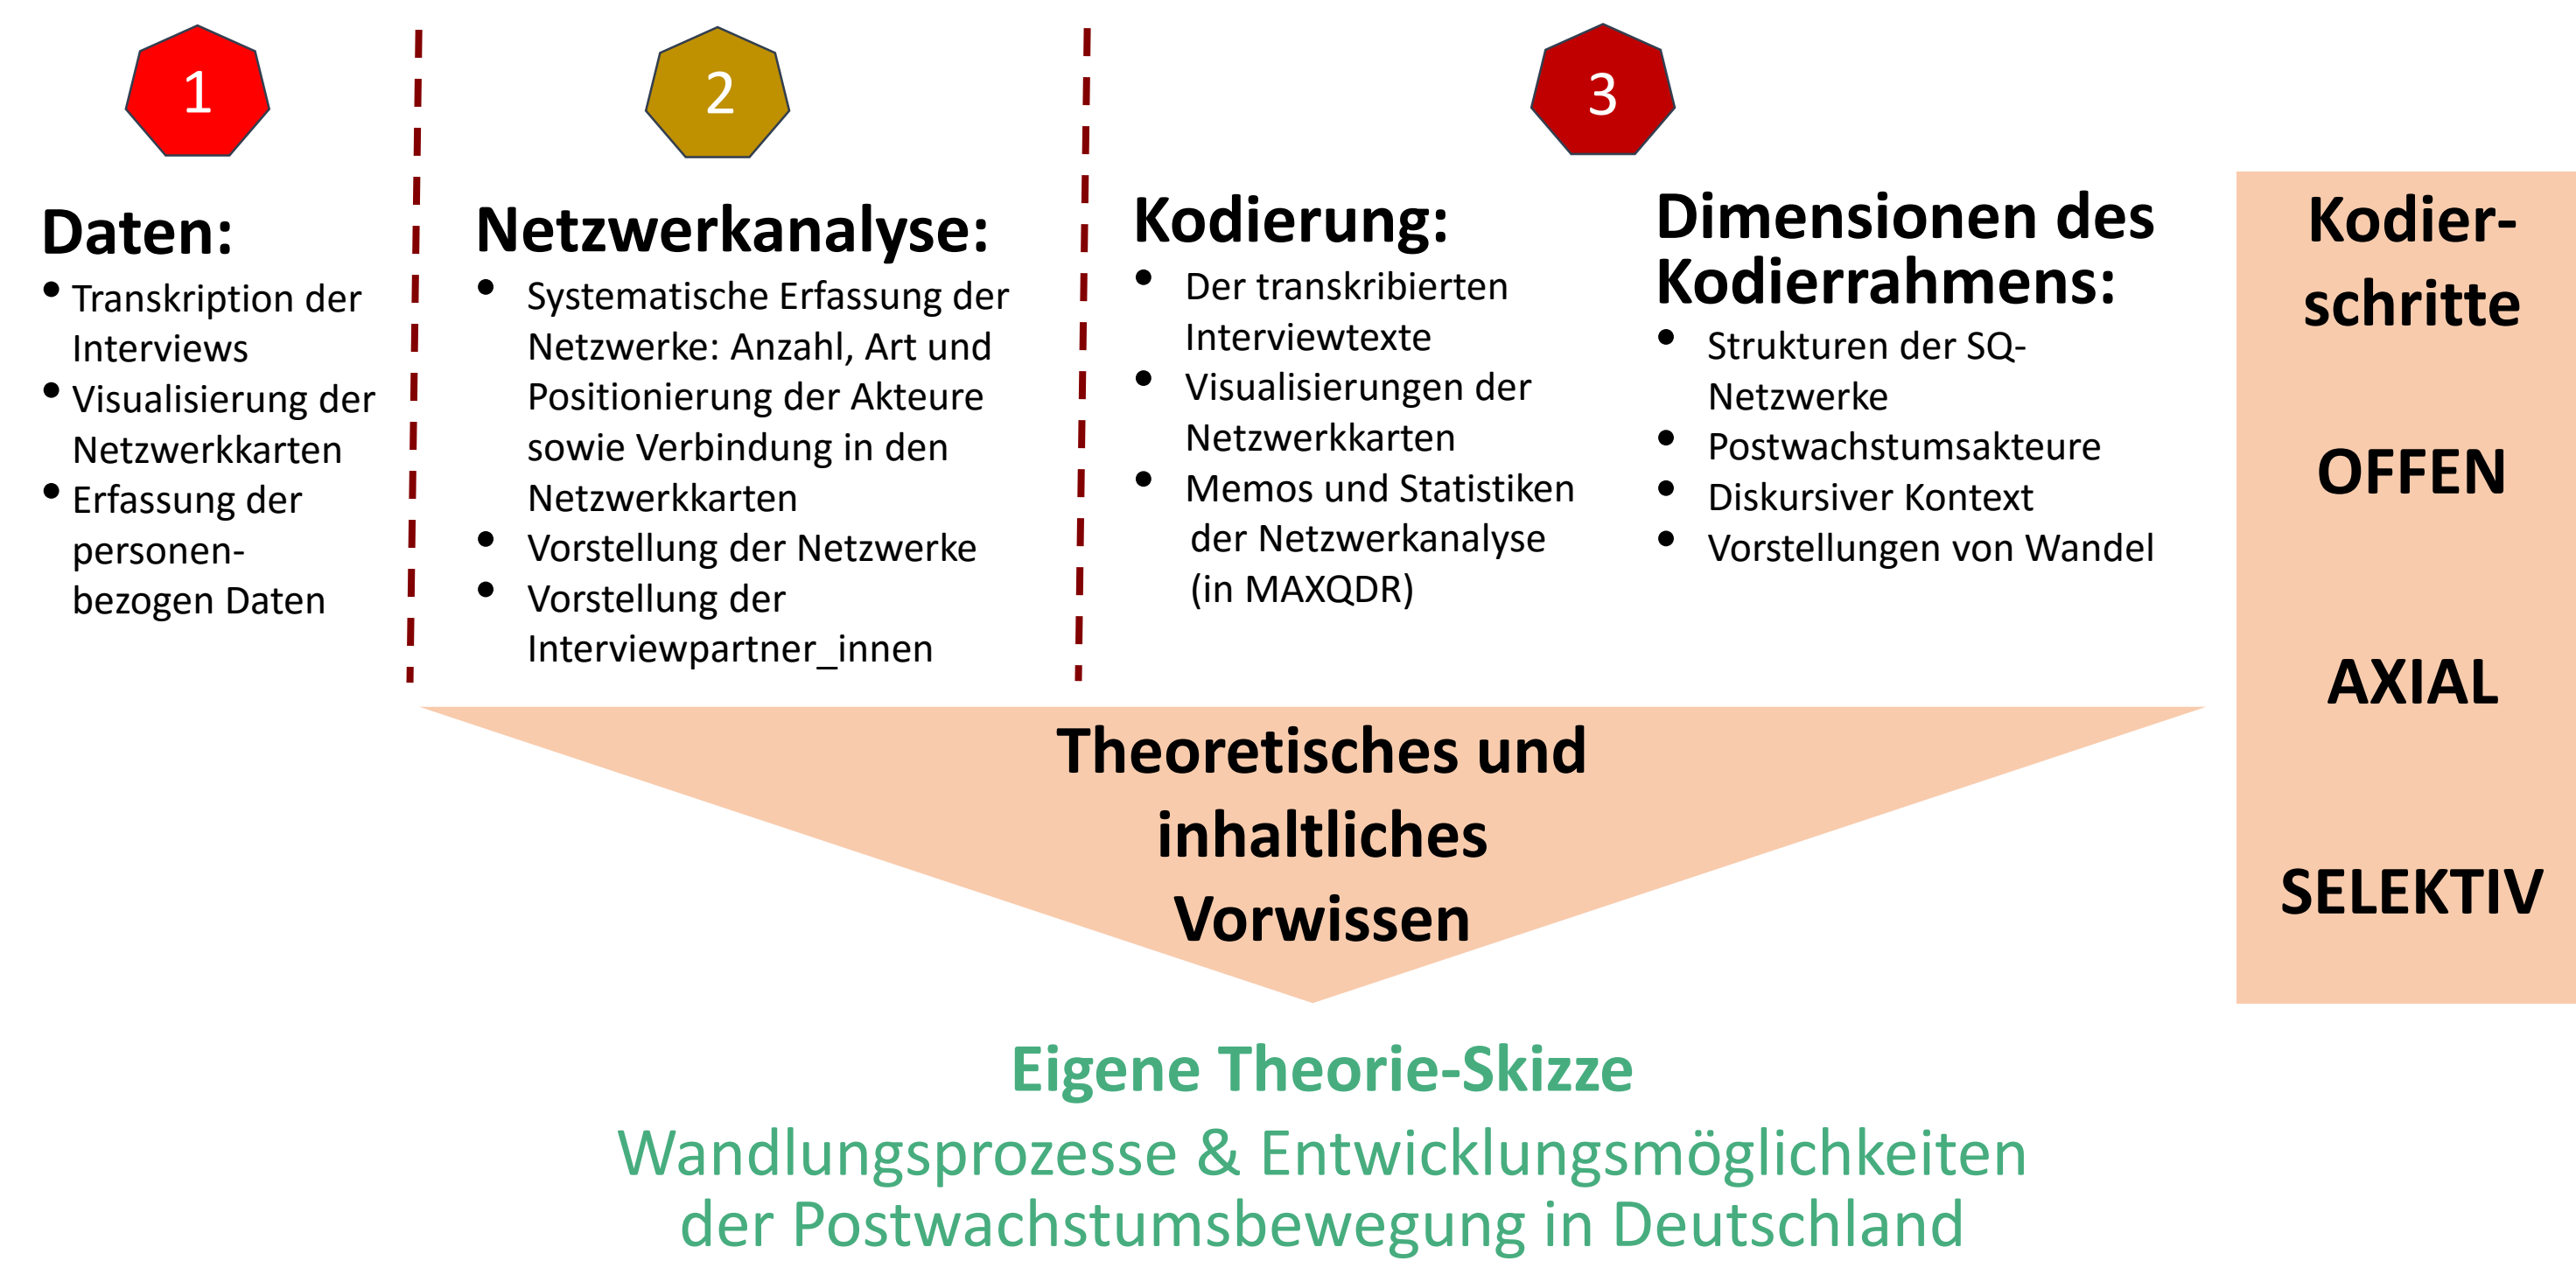 1
Daten:
• Transkription der
Interviews
• Visualisierung der
Netzwerkkarten
• Erfassung der
personen-
bezogen Daten
2
Netzwerkanalyse:
• Systematische Erfassung der
Netzwerke: Anzahl, Art und
Positionierung der Akteure
sowie Verbindung in den
Netzwerkkarten
• Vorstellung der Netzwerke
• Vorstellung der
Interviewpartner_innen
3
Kodierung:
• Der transkribierten
Interviewtexte
• Visualisierungen der
Netzwerkkarten
• Memos und Statistiken
der Netzwerkanalyse
(in MAXQDR)
Dimensionen des
Kodierrahmens:
• Strukturen der SQ-
Netzwerke
• Postwachstumsakteure
• Diskursiver Kontext
• Vorstellungen von Wandel
Kodier-
schritte
OFFEN
AXIAL
SELEKTIV
Theoretisches und
inhaltliches
Vorwissen
Eigene Theorie-Skizze
Wandlungsprozesse & Entwicklungsmöglichkeiten
der Postwachstumsbewegung in Deutschland